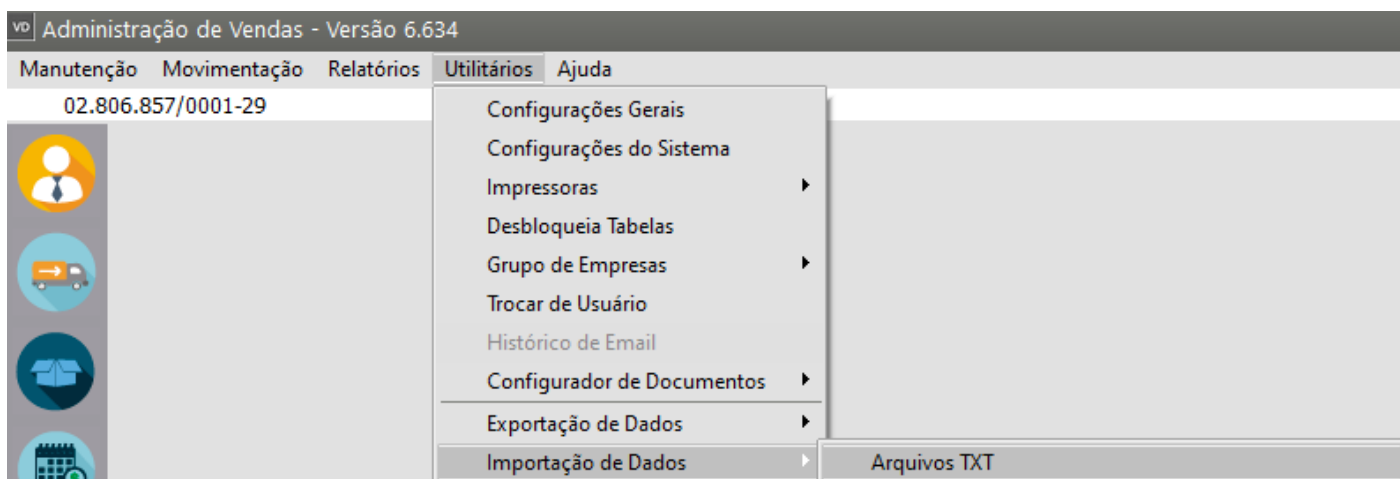 VD Administração de Vendas - Versão 6.634
Manutenção Movimentação Relatórios Utilitários Ajuda
02.806.857/0001-29
Configurações Gerais
Configurações do Sistema
Impressoras
Desbloqueia Tabelas
Grupo de Empresas
Trocar de Usuário
Histórico de Email
Configurador de Documentos
Exportação de Dados
Importação de Dados Arquivos TXT